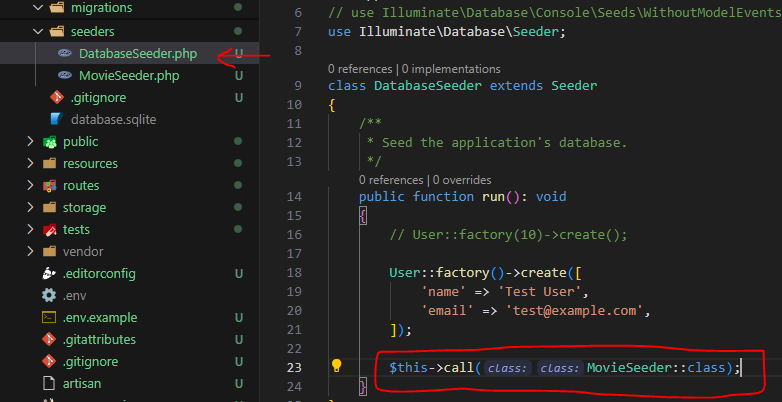 migrations
seeders
DatabaseSeeder.php U
MovieSeeder.php U
.gitignore U
database.sqlite
public
resources
routes
storage
tests
vendor
.editorconfig U
.env
.env.example U
.gitattributes U
.gitignore U
artisan U
6 // use Illuminate\Database\Console\Seeds\WithoutModelEvents
7 use Illuminate\Database\Seeder;
8
0 references | 0 implementations
9 class DatabaseSeeder extends Seeder
10 {
11 /**
12 * Seed the application's database.
13 */
0 references | 0 overrides
14 public function run(): void
15 {
16 // User::factory(10)->create();
17
18 User::factory()->create([
19 'name' => 'Test User',
20 'email' => 'test@example.com',
21 ]);
22
23 $this->call(class: class:MovieSeeder::class);
24 }